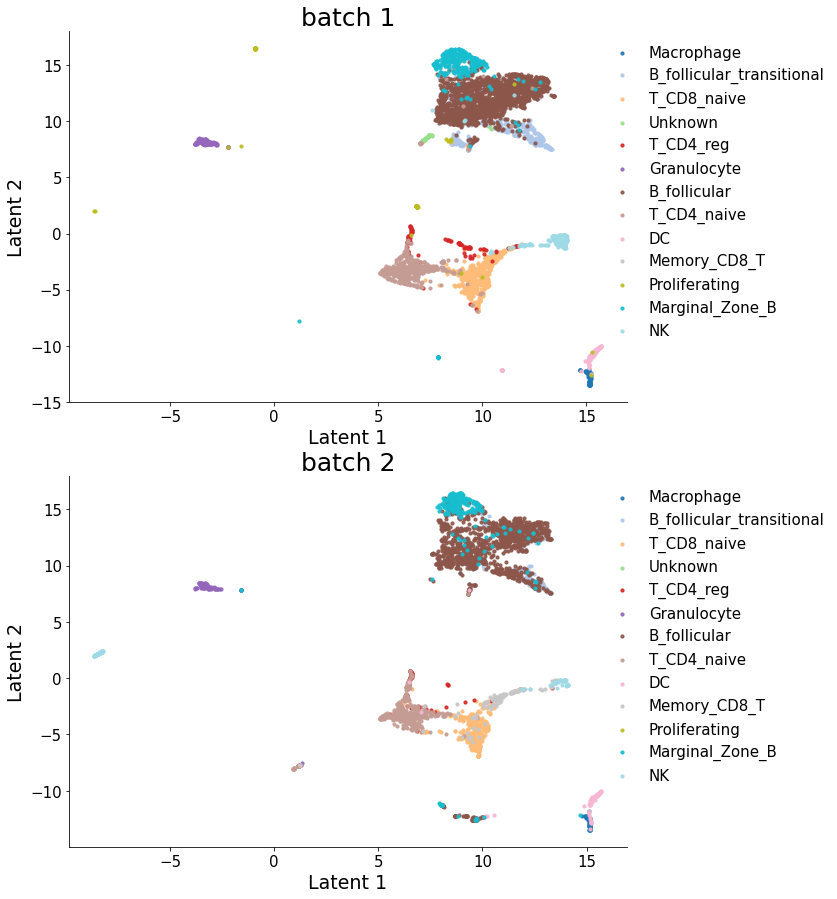 batch 1
Latent 2
15
10
5
0
−5
−10
−15
−5
0
5
10
15
Latent 1
Macrophage
B_follicular_transitional
T_CD8_naive
Unknown
T_CD4_reg
Granulocyte
B_follicular
T_CD4_naive
DC
Memory_CD8_T
Proliferating
Marginal_Zone_B
NK
batch 2
Latent 2
15
10
5
0
−5
−10
−5
0
5
10
15
Latent 1
Macrophage
B_follicular_transitional
T_CD8_naive
Unknown
T_CD4_reg
Granulocyte
B_follicular
T_CD4_naive
DC
Memory_CD8_T
Proliferating
Marginal_Zone_B
NK